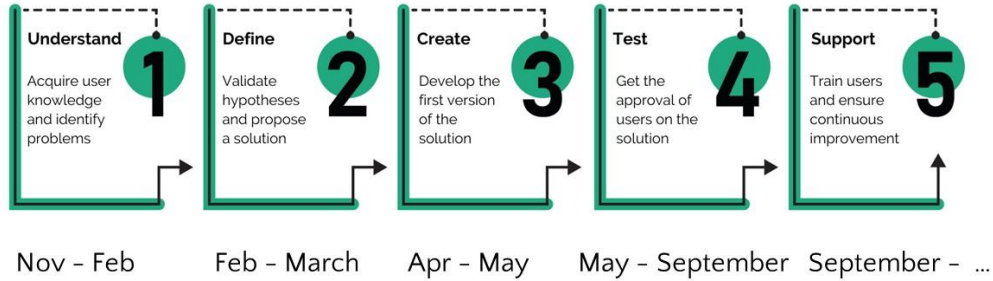 Understand
1
Acquire user
knowledge
and identify
problems
Define
2
Validate
hypotheses
and propose
a solution
Create
3
Develop the
first version
of the
solution
Test
4
Get the
approval of
users on the
solution
Support
5
Train users
and ensure
continuous
improvement
Nov - Feb
Feb - March
Apr - May
May - September
September - ...